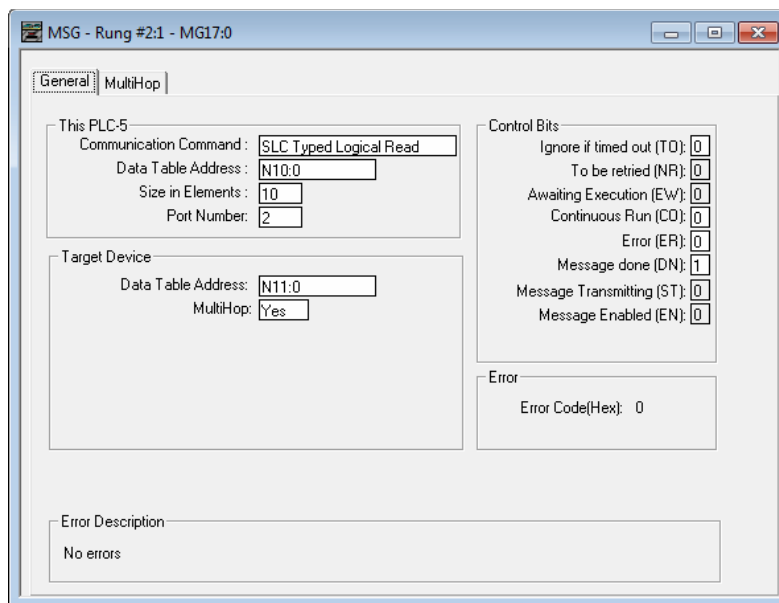 MSG - Rung #2:1 - MG17:0
General MultiHop
This PLC-5
Communication Command : SLC Typed Logical Read
Data Table Address : N10:0
Size in Elements : 10
Port Number: 2
Target Device
Data Table Address: N11:0
MultiHop: Yes
Control Bits
Ignore if timed out (TO): 0
To be retried (NR): 0
Awaiting Execution (EW): 0
Continuous Run (CO): 0
Error (ER): 0
Message done (DN): 1
Message Transmitting (ST): 0
Message Enabled (EN): 0
Error
Error Code(Hex): 0
Error Description
No errors